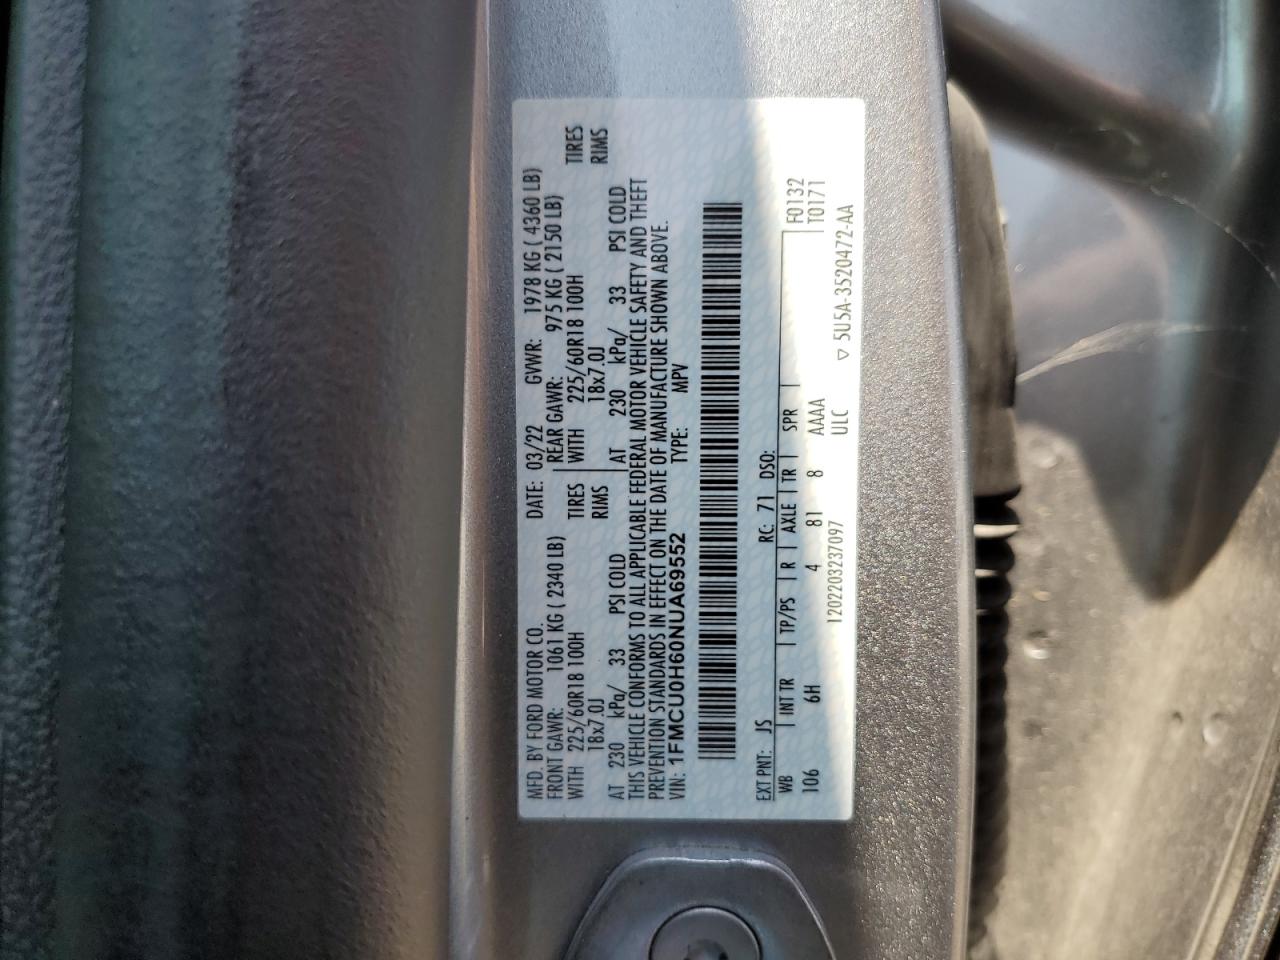 MFD. BY FORD MOTOR CO. DATE: 03/22 GVWR: 1978 KG ( 4360 LB)
FRONT GAWR: 1061 KG ( 2340 LB) REAR GAWR: 975 KG ( 2150 LB)
WITH 225/60R18 100H TIRES WITH 225/60R18 100H TIRES
18x7.0J RIMS 18x7.0J RIMS
AT 230 kPa/ 33 PSI COLD AT 230 kPa/ 33 PSI COLD
THIS VEHICLE CONFORMS TO ALL APPLICABLE FEDERAL MOTOR VEHICLE SAFETY AND THEFT
PREVENTION STANDARDS IN EFFECT ON THE DATE OF MANUFACTURE SHOWN ABOVE.
VIN: 1FMCU0H60NUA69552 TYPE: MPV
EXT PNT: JS RC: 71 DSO: F0132
WB INT TR TP/PS R AXLE TR SPR T0171
106 6H 4 81 8 AAAA
1202203237097 ULC ▽ 5U5A-3520472-AA